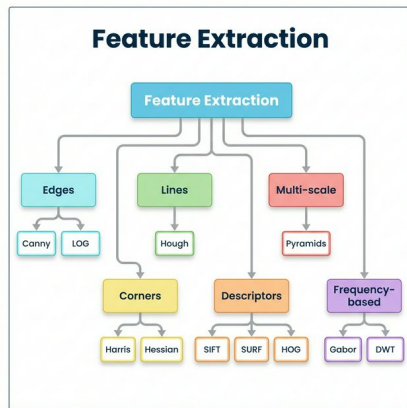 Feature Extraction
Feature Extraction
Edges
Lines
Multi-scale
Canny
LOG
Hough
Pyramids
Corners
Descriptors
Frequency-
based
Harris
Hessian
SIFT
SURF
HOG
Gabor
DWT